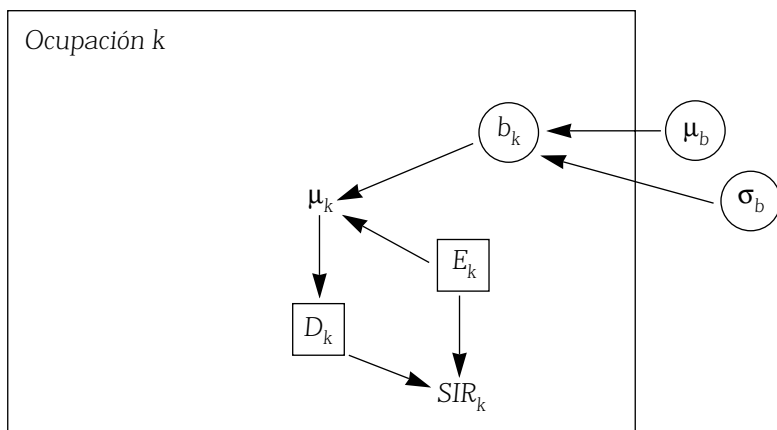 Ocupación k
b_k
μ_b
σ_b
μ_k
E_k
D_k
SIR_k